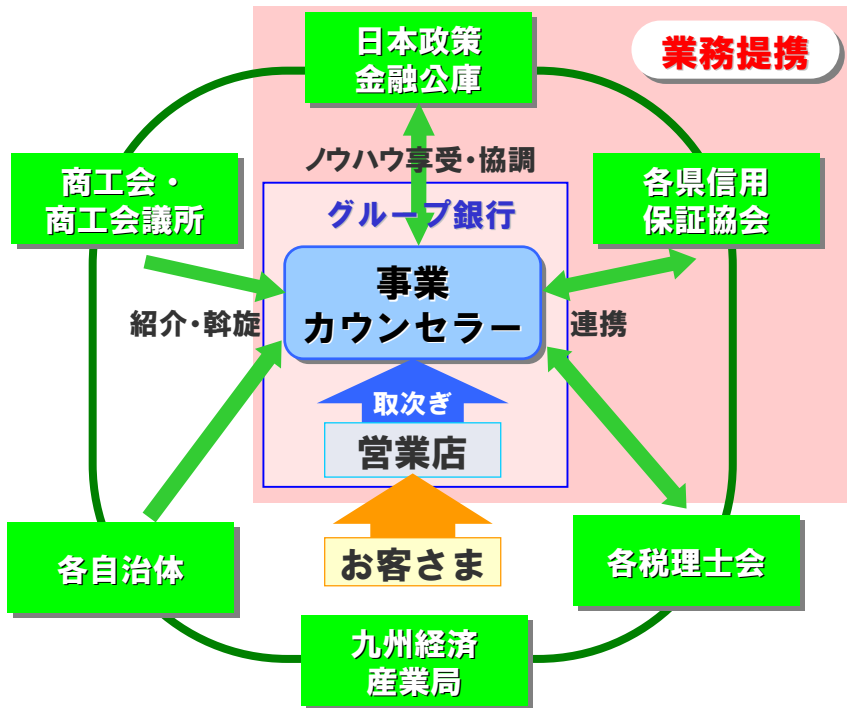 日本政策
金融公庫
業務提携
ノウハウ享受・協調
商工会・
商工会議所
各県信用
保証協会
グループ銀行
事業
カウンセラー
紹介・斡旋
連携
取次ぎ
営業店
各自治体
お客さま
各税理士会
九州経済
産業局